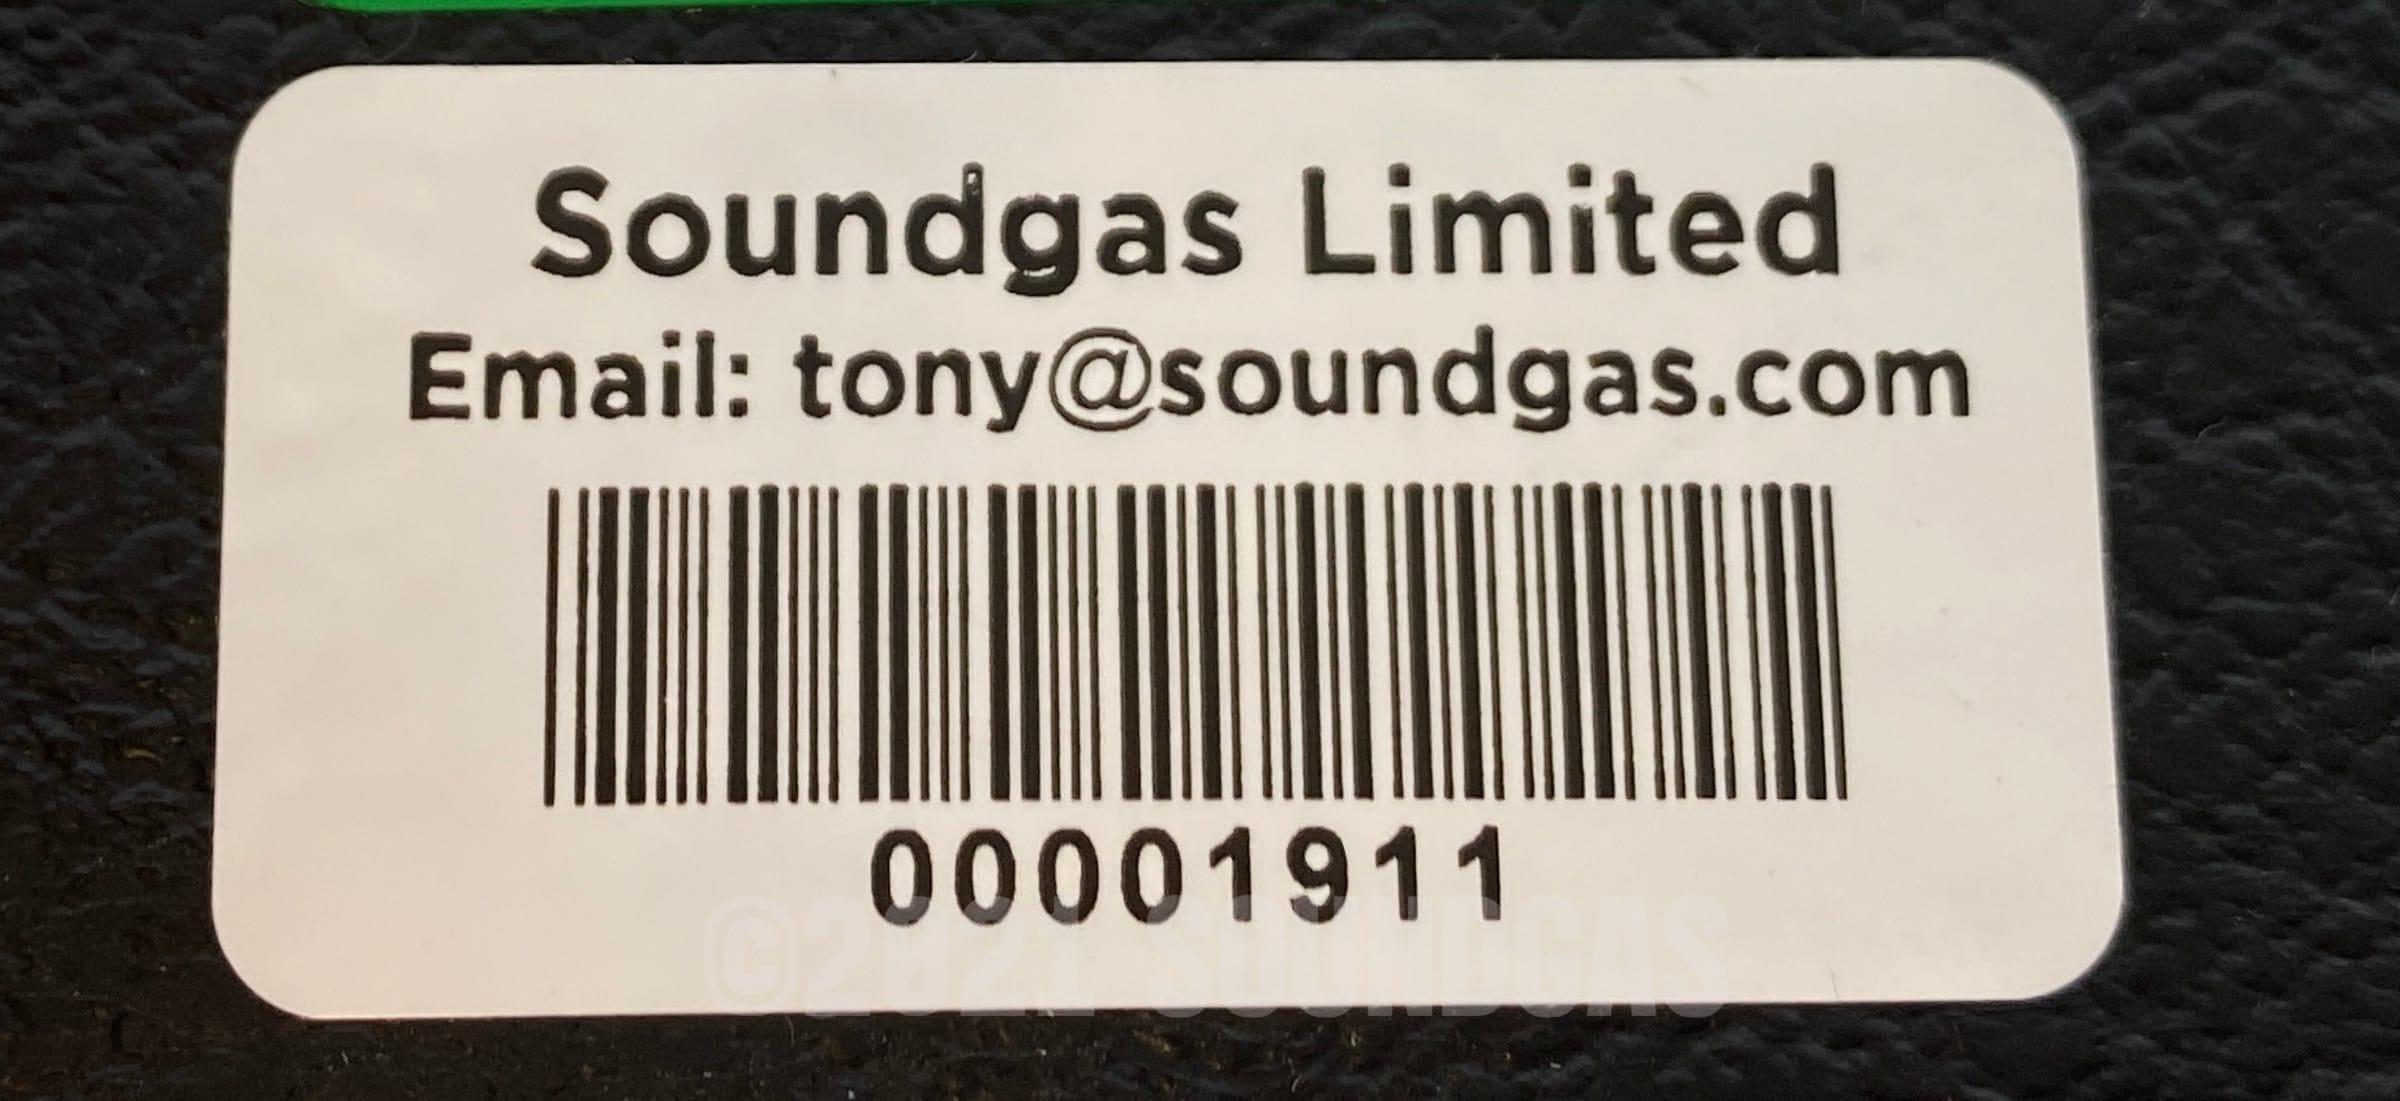 Soundgas Limited
Email: tony@soundgas.com
00001911
©2021 SOUNDGAS